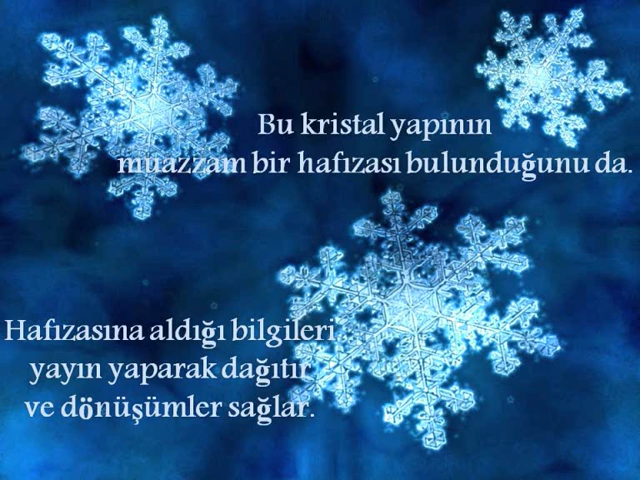 Bu kristal yapının
muazzam bir hafızası bulunduğunu da.
Hafızasına aldığı bilgileri
yayın yaparak dağıtır
ve dönüşümler sağlar.